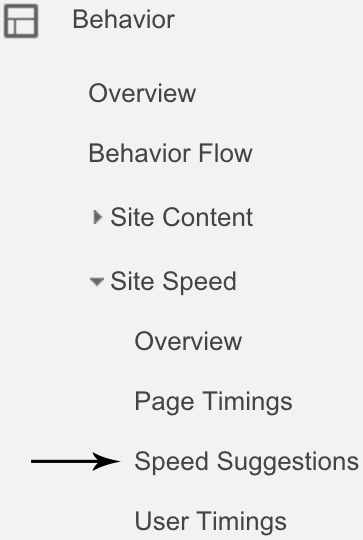 Behavior
Overview
Behavior Flow
Site Content
Site Speed
Overview
Page Timings
Speed Suggestions
User Timings